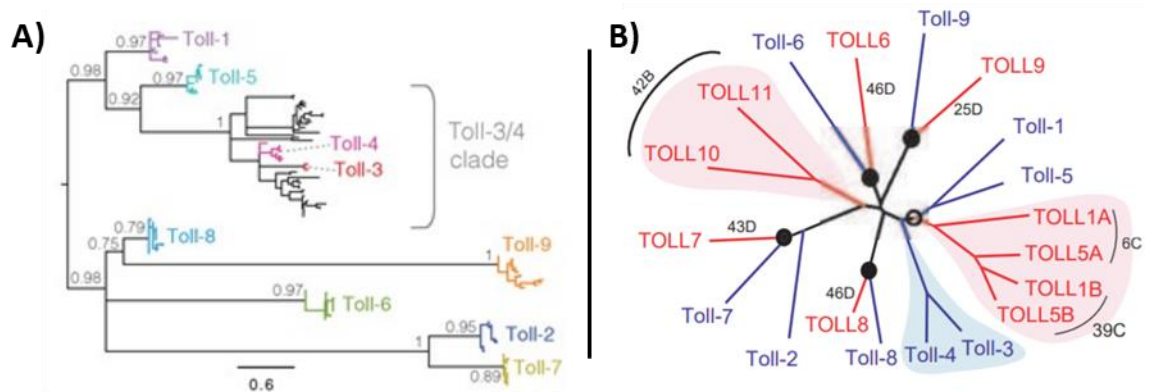 A)
0.97
Toll-1
0.98
0.97
Toll-5
0.92
1
Toll-4
Toll-3
Toll-3/4
clade
0.79
Toll-8
0.75
1
Toll-9
0.98
0.97
Toll-6
0.95
Toll-2
1
0.89
Toll-7
0.6
B)
Toll-9
Toll-6
TOLL6
TOLL9
42B
46D
25D
TOLL11
Toll-1
TOLL10
Toll-5
TOLL1A
6C
43D
TOLL7
TOLL5A
TOLL1B
46D
TOLL5B
39C
Toll-7
TOLL8
Toll-2
Toll-8
Toll-4
Toll-3